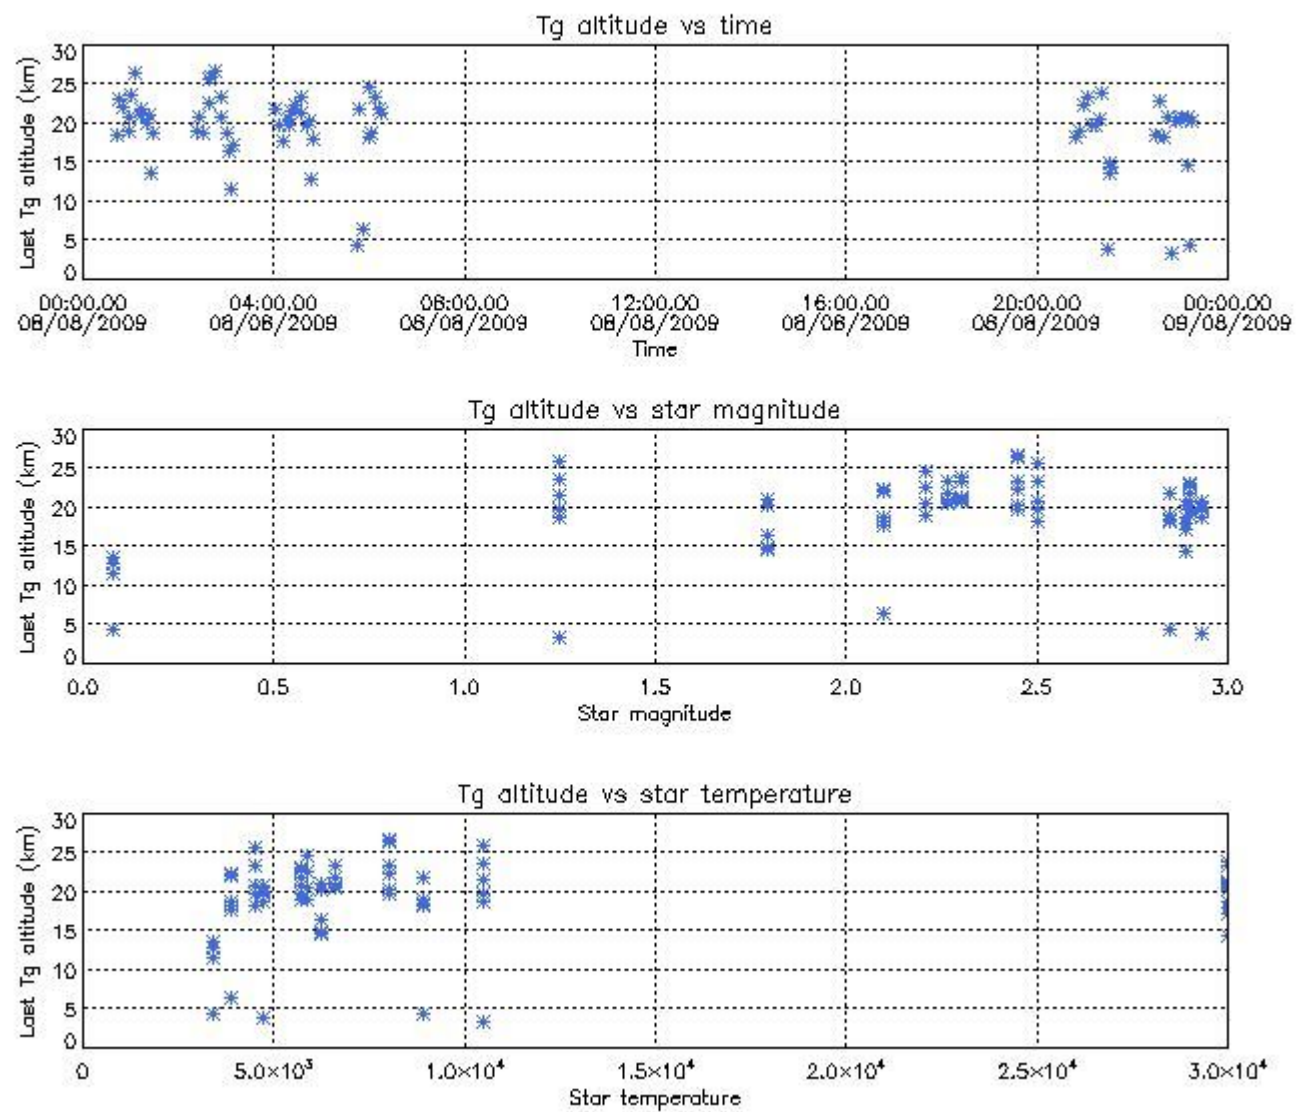 Tg altitude vs time
Last Tg altitude (km)
30
25
20
15
10
5
0
00:00.00 04:00.00 08:00.00 12:00.00 16:00.00 20:00.00 00:00.00
08/08/2009 08/08/2009 08/08/2009 08/08/2009 08/08/2009 08/08/2009 09/08/2009
Time
Tg altitude vs star magnitude
Last Tg altitude (km)
30
25
20
15
10
5
0
0.0 0.5 1.0 1.5 2.0 2.5 3.0
Star magnitude
Tg altitude vs star temperature
Last Tg altitude (km)
30
25
20
15
10
5
0
0 5.0×10³ 1.0×10⁴ 1.5×10⁴ 2.0×10⁴ 2.5×10⁴ 3.0×10⁴
Star temperature